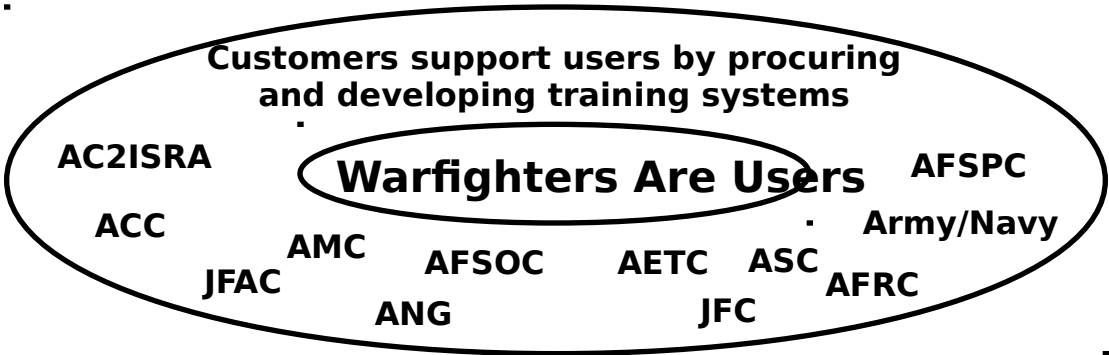 Customers support users by procuring
and developing training systems
AC2ISRA
Warfighters Are Users
AFSPC
ACC
Army/Navy
AMC
AFSOC
AETC
ASC
JFAC
AFRC
ANG
JFC